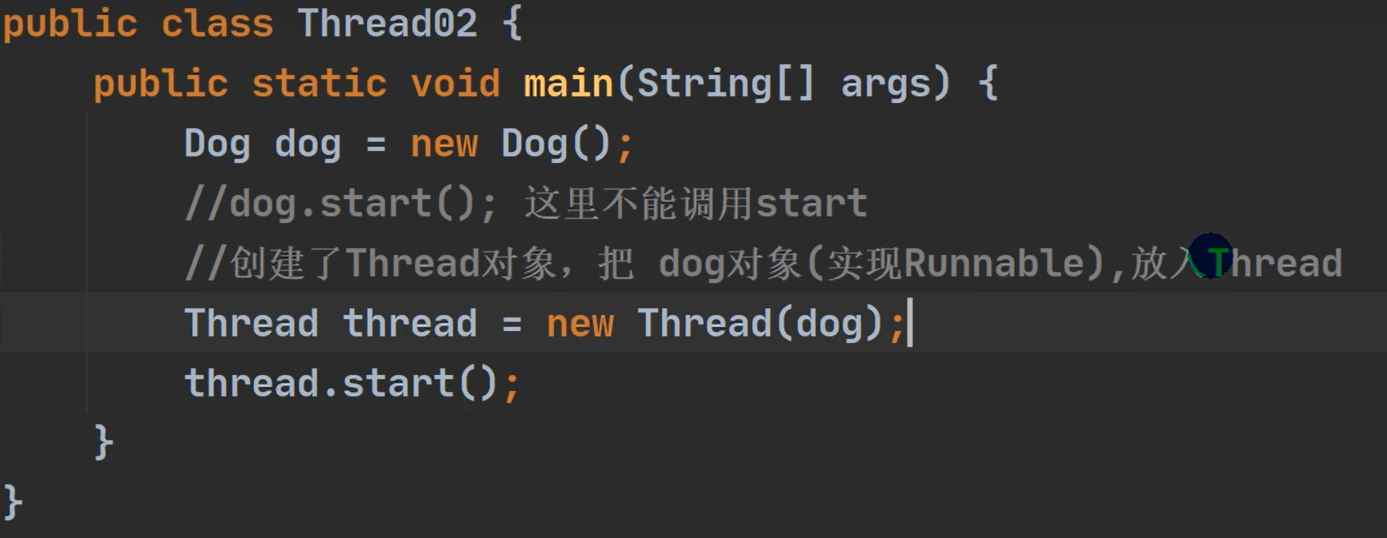 public class Thread02 {
public static void main(String[] args) {
Dog dog = new Dog();
//dog.start(); 这里不能调用start
//创建了Thread对象，把 dog对象(实现Runnable),放入Thread
Thread thread = new Thread(dog);
thread.start();
}
}